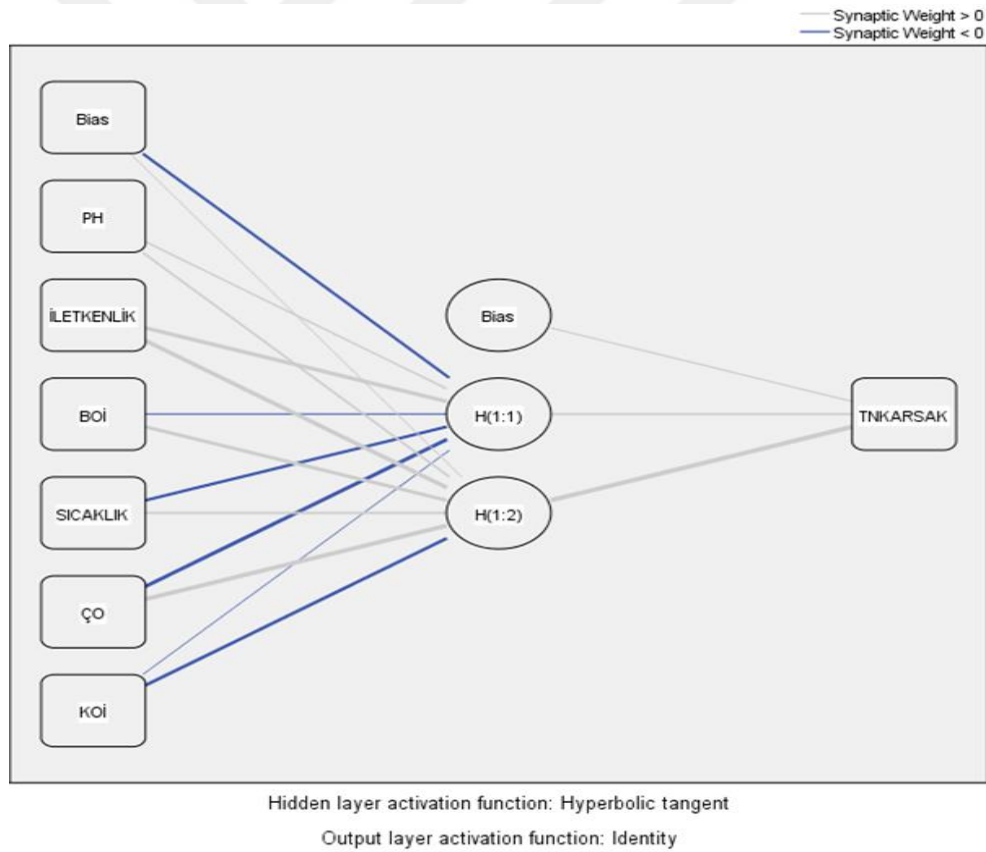 Synaptic Weight > 0
Synaptic Weight < 0
Bias
PH
İLETKENLİK
BOİ
SICAKLIK
ÇO
KOİ
Bias
H(1:1)
H(1:2)
TNKARSAK
Hidden layer activation function: Hyperbolic tangent
Output layer activation function: Identity